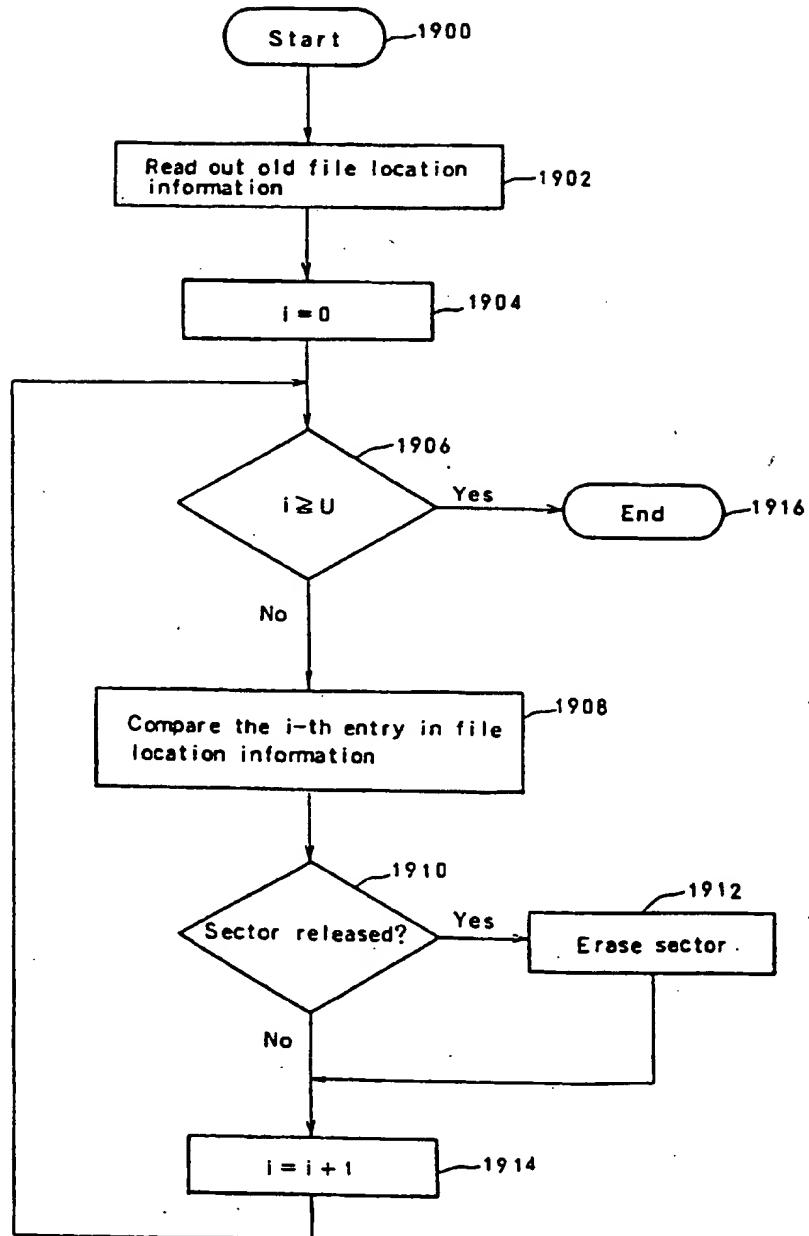 Start
1900
Read out old file location
information
1902
i = 0
1904
1906
i ≧ U
Yes
End
1916
No
Compare the i-th entry in file
location information
1908
1910
Sector released?
Yes
1912
Erase sector
No
i = i + 1
1914